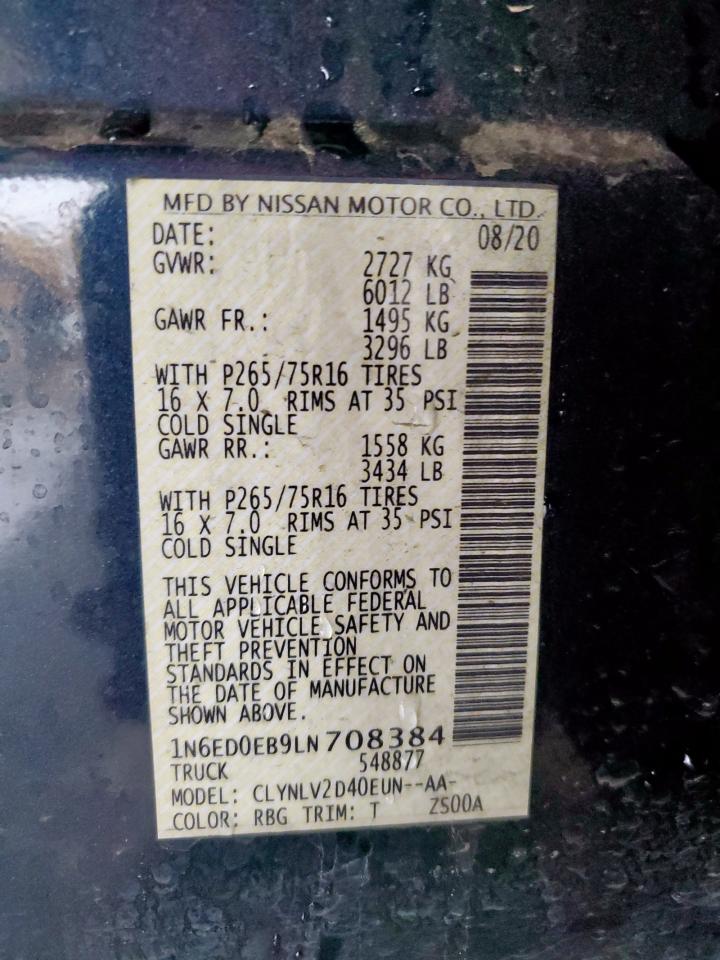 MFD BY NISSAN MOTOR CO., LTD.
DATE: 08/20
GVWR: 2727 KG
6012 LB
GAWR FR.: 1495 KG
3296 LB
WITH P265/75R16 TIRES
16 X 7.0 RIMS AT 35 PSI
COLD SINGLE
GAWR RR.: 1558 KG
3434 LB
WITH P265/75R16 TIRES
16 X 7.0 RIMS AT 35 PSI
COLD SINGLE
THIS VEHICLE CONFORMS TO
ALL APPLICABLE FEDERAL
MOTOR VEHICLE SAFETY AND
THEFT PREVENTION
STANDARDS IN EFFECT ON
THE DATE OF MANUFACTURE
SHOWN ABOVE.
1N6ED0EB9LN708384
TRUCK 548877
MODEL: CLYNLV2D40EUN--AA-
COLOR: RBG TRIM: T ZS00A